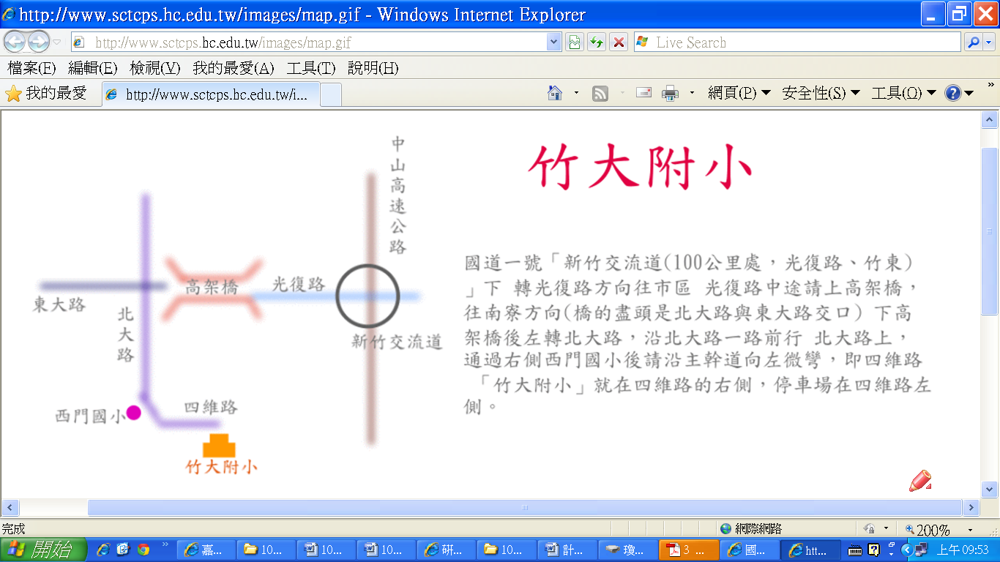 http://www.sctcps.hc.edu.tw/images/map.gif - Windows Internet Explorer
http://www.sctcps.hc.edu.tw/images/map.gif
Live Search
檔案(F) 編輯(E) 檢視(V) 我的最愛(A) 工具(T) 說明(H)
我的最愛
http://www.sctcps.hc.edu.tw/i...
網頁(P) 安全性(S) 工具(O)
中山高速公路
竹大附小
高架橋
光復路
東大路
北大路
新竹交流道
西門國小
四維路
竹大附小
國道一號「新竹交流道(100公里處，光復路、竹東)
」下 轉光復路方向往市區 光復路中途請上高架橋，
往南寮方向(橋的盡頭是北大路與東大路交口) 下高
架橋後左轉北大路，沿北大路一路前行 北大路上，
通過右側西門國小後請沿主幹道向左微彎，即四維路
「竹大附小」就在四維路的右側，停車場在四維路左
側。
完成
網際網路
200%
開始
嘉...
10...
10...
10...
研...
10...
計...
瓊...
3 ...
國...
htt...
上午 09:53